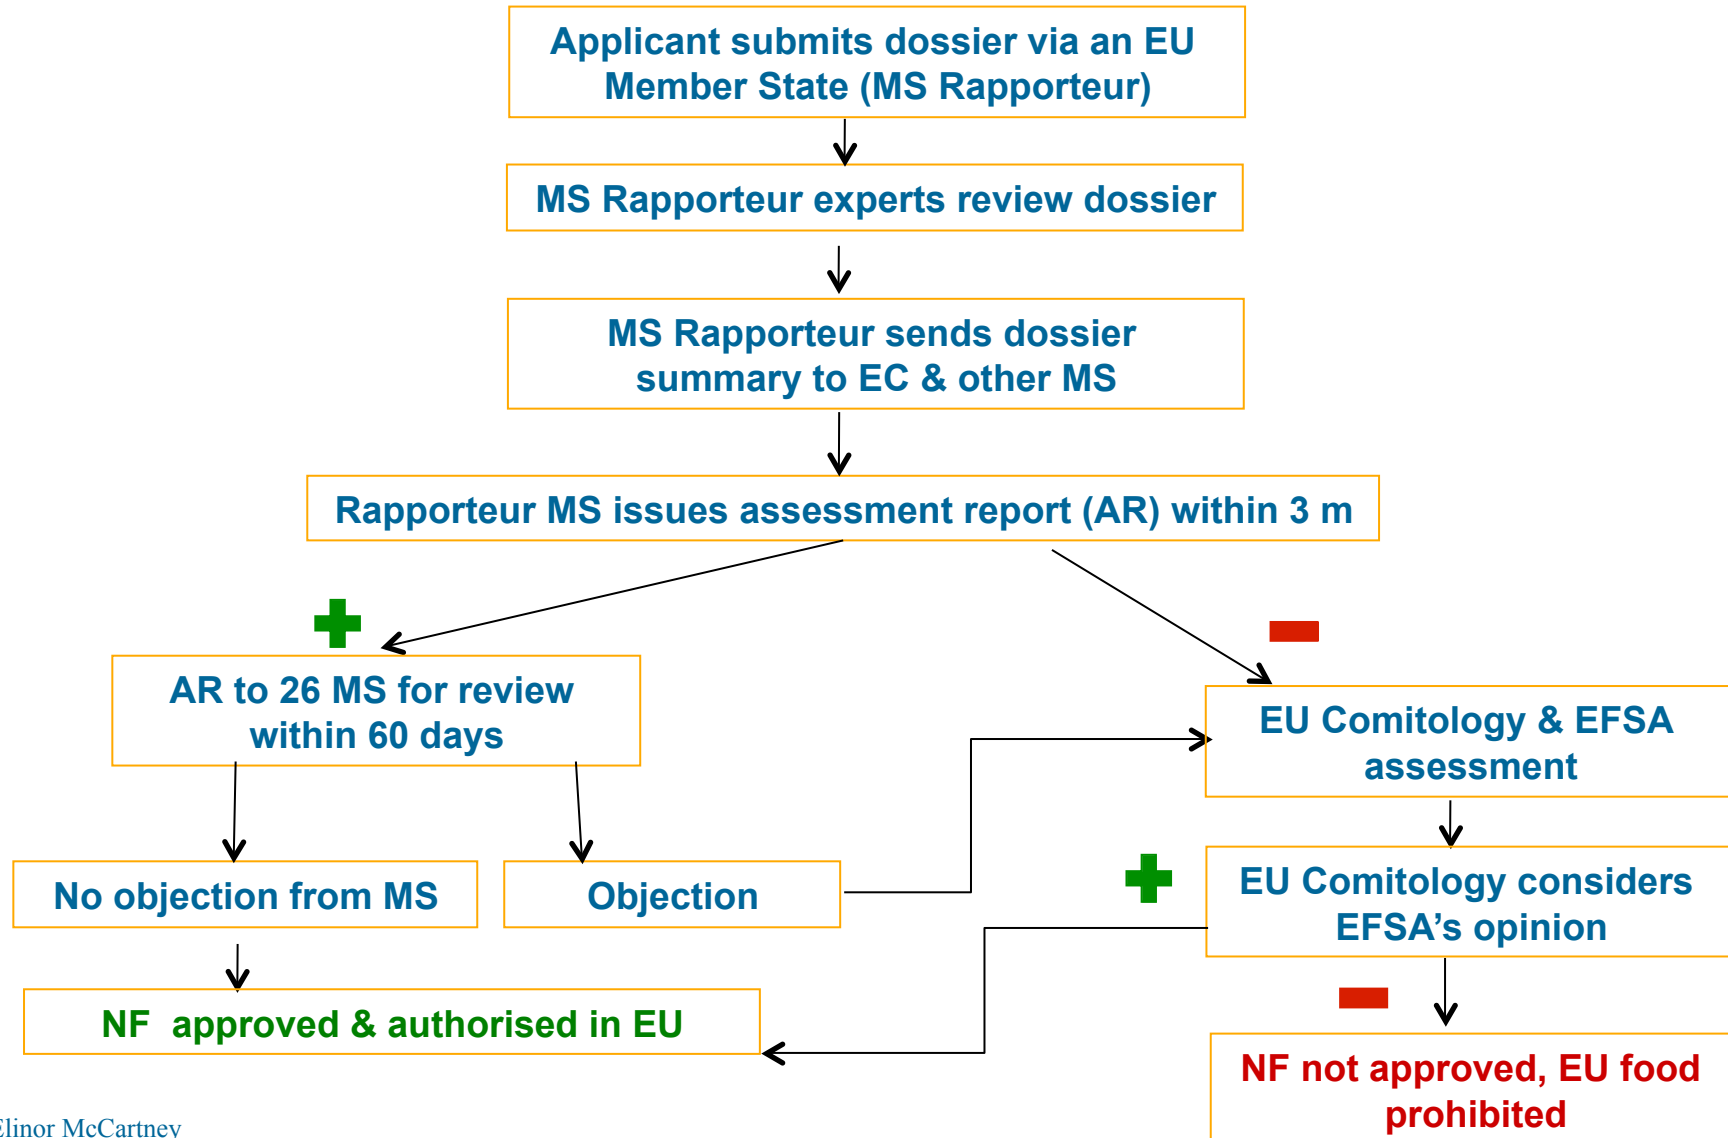 Applicant submits dossier via an EU
Member State (MS Rapporteur)
MS Rapporteur experts review dossier
MS Rapporteur sends dossier
summary to EC & other MS
Rapporteur MS issues assessment report (AR) within 3 m
AR to 26 MS for review
within 60 days
EU Comitology & EFSA
assessment
No objection from MS
Objection
EU Comitology considers
EFSA’s opinion
NF approved & authorised in EU
NF not approved, EU food
prohibited
Elinor McCartney